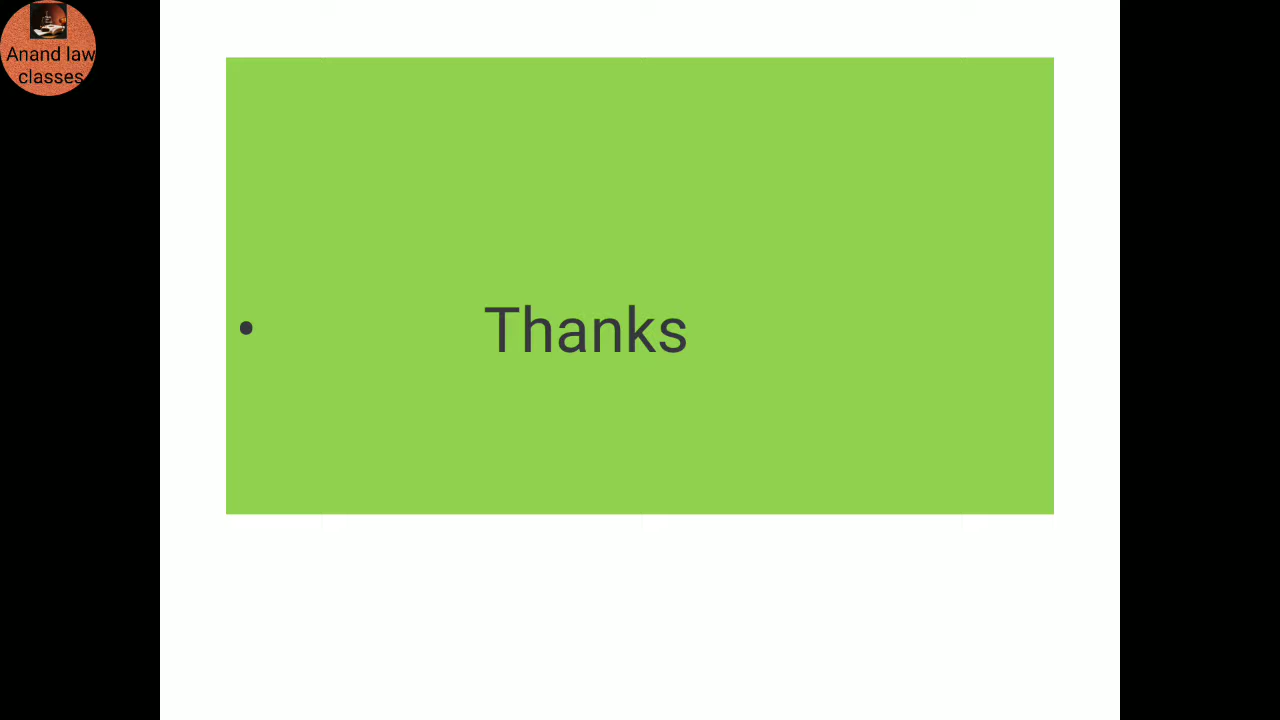 Anand law
classes
• Thanks